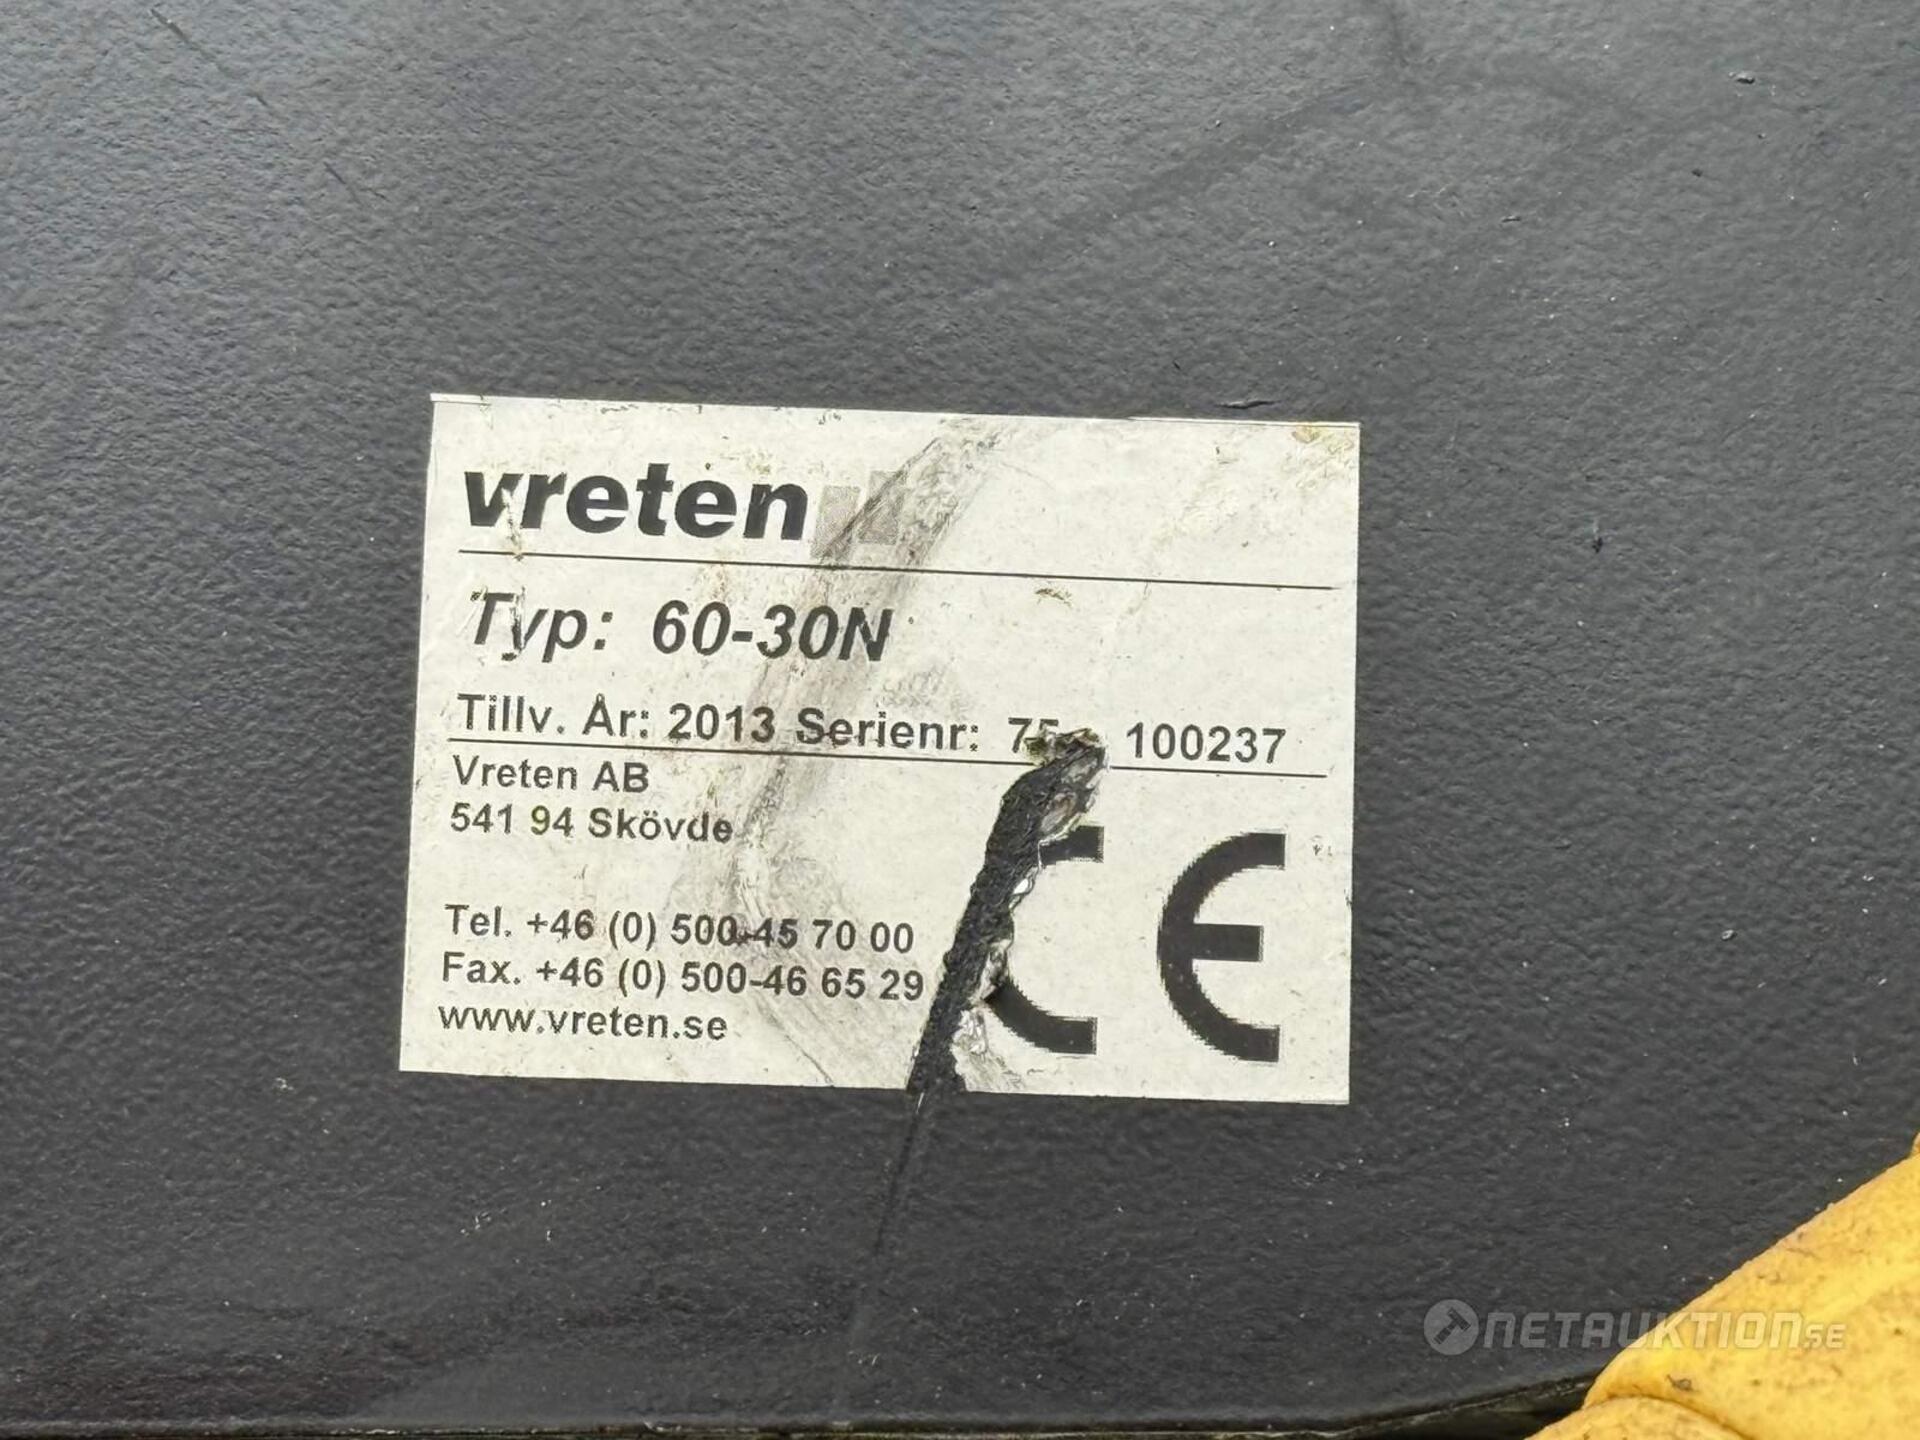 vreten
Typ: 60-30N
Tillv. År: 2013 Serienr: 100237
Vreten AB
541 94 Skövde
Tel. +46 (0) 500-45 70 00
Fax. +46 (0) 500-46 65 29
www.vreten.se
CE
NETAUKTION.SE